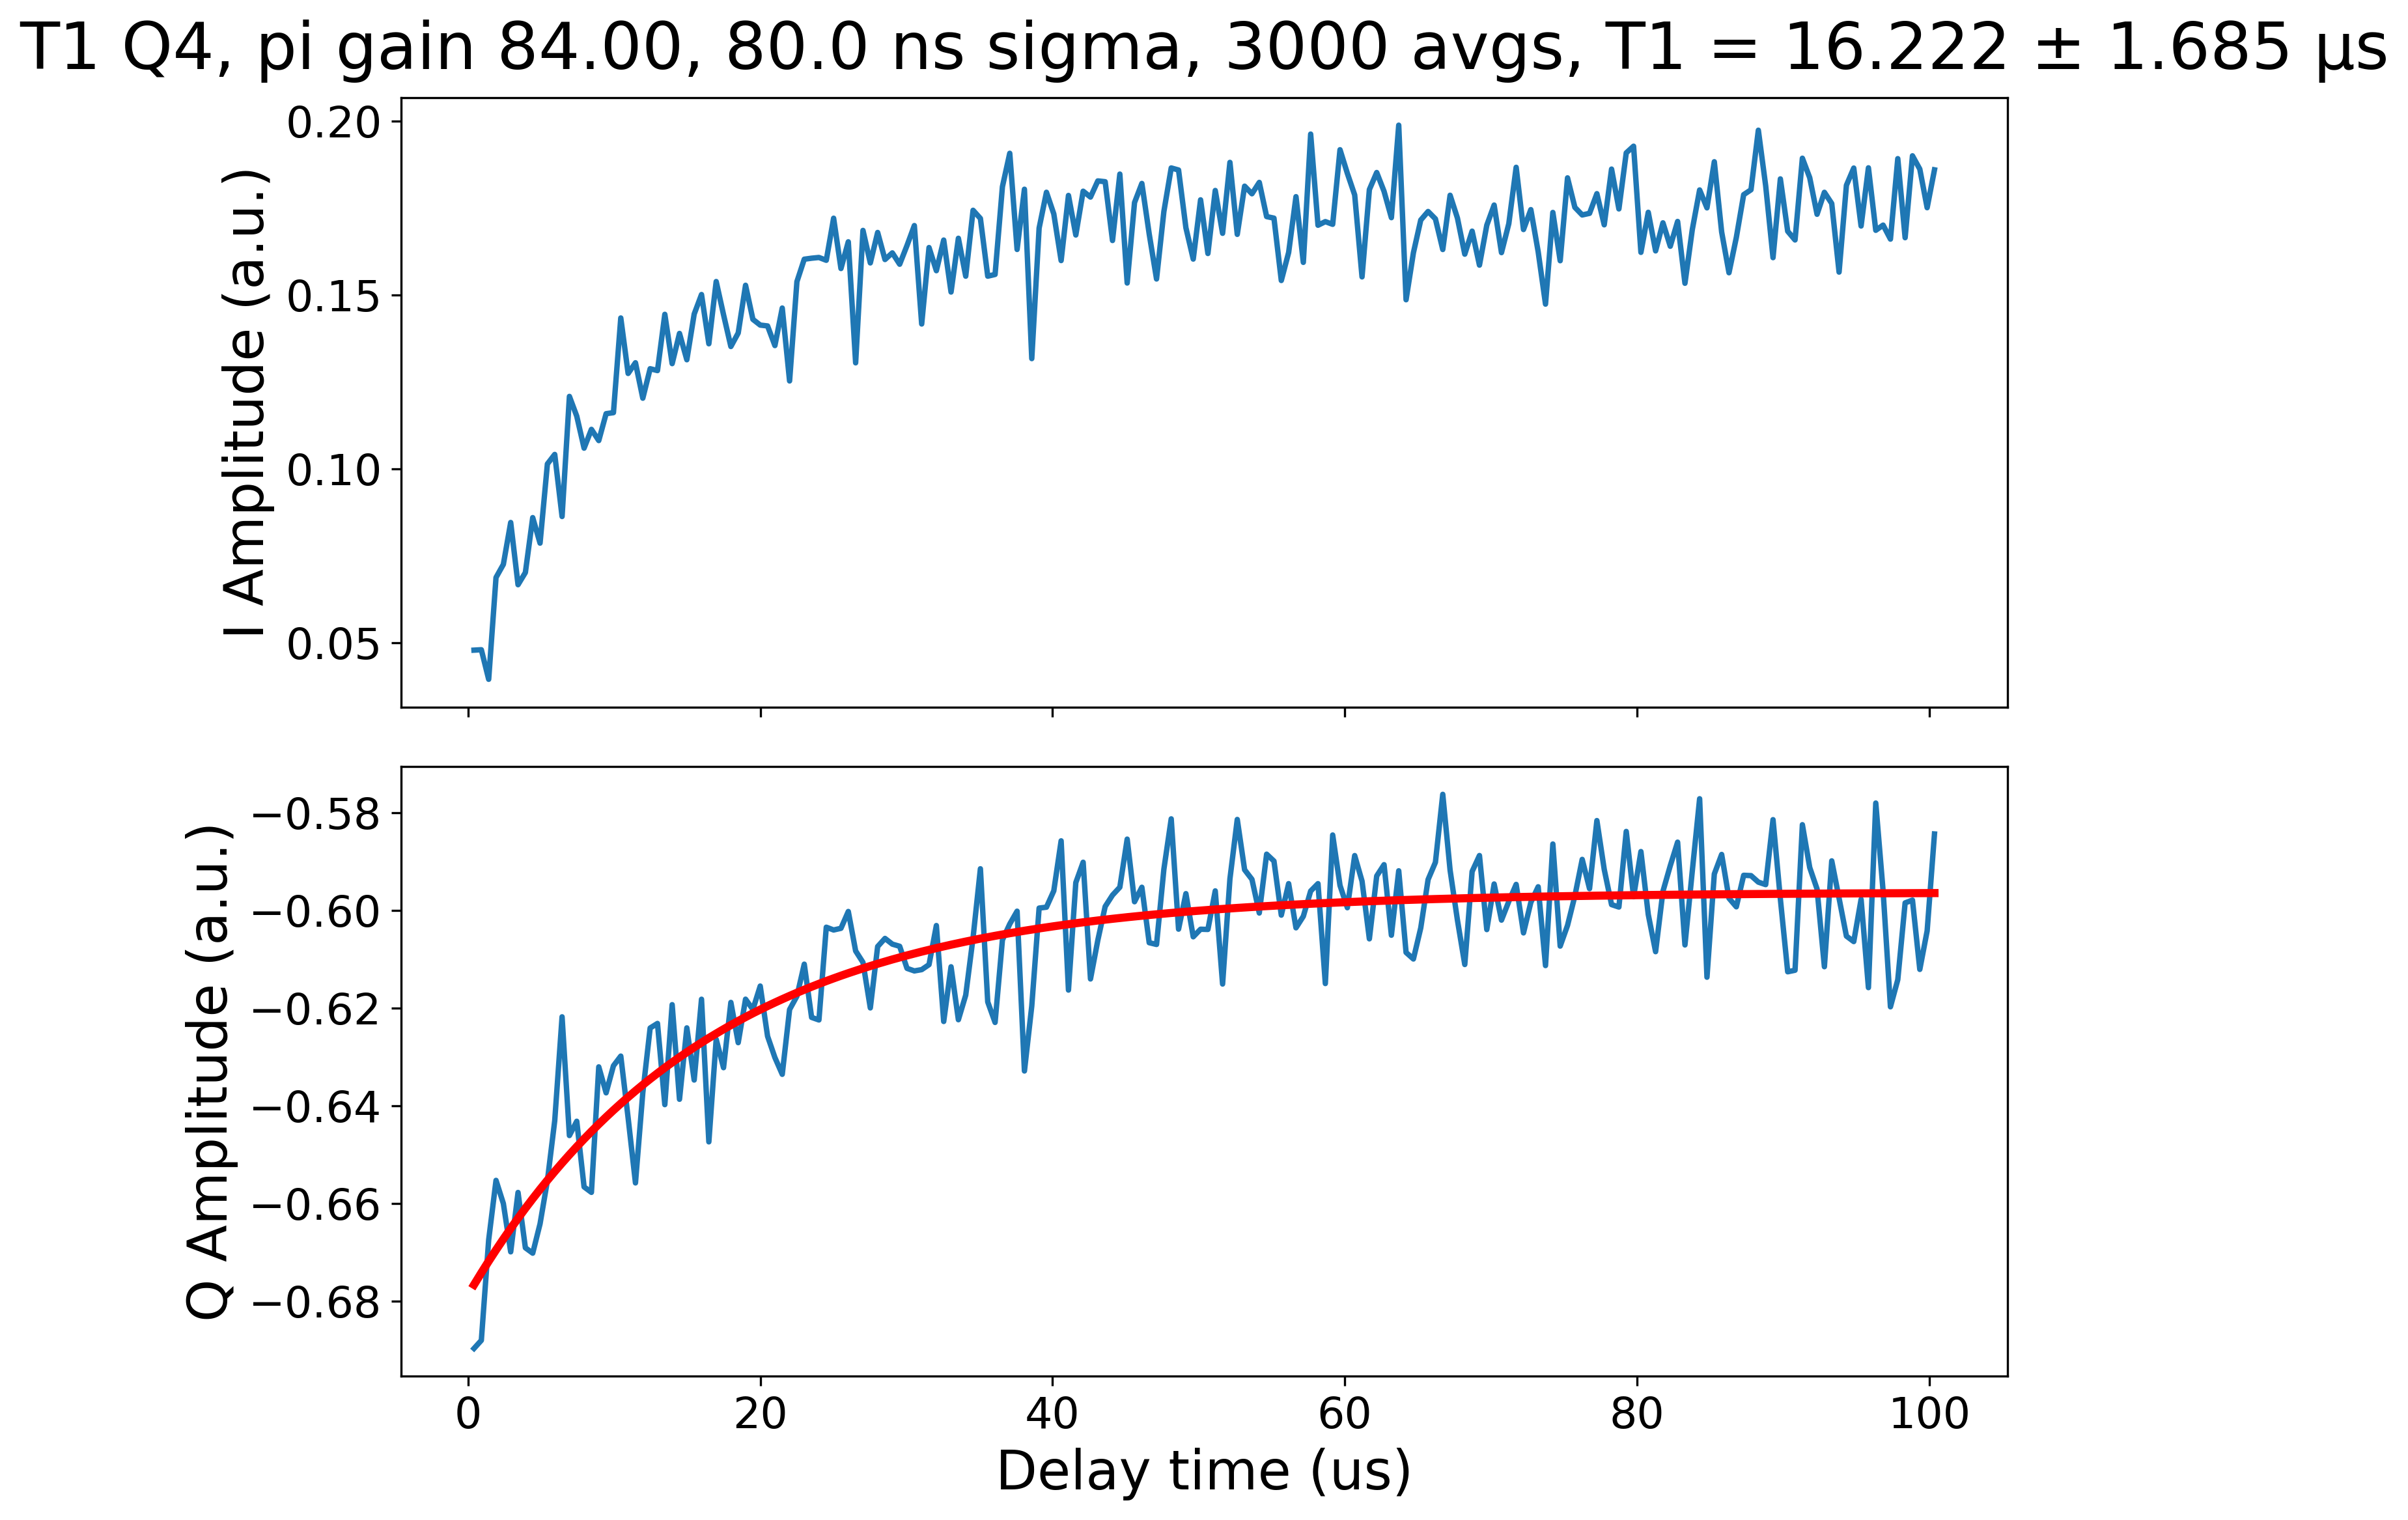 T1 Q4, pi gain 84.00, 80.0 ns sigma, 3000 avgs, T1 = 16.222 ± 1.685 µs
I Amplitude (a.u.)
0.20
0.15
0.10
0.05
Q Amplitude (a.u.)
−0.58
−0.60
−0.62
−0.64
−0.66
−0.68
0 20 40 60 80 100
Delay time (us)